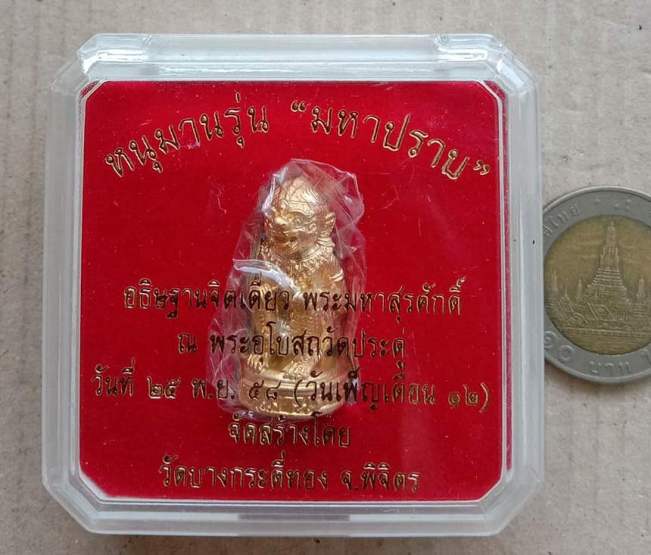 หนุมานรุ่น “มหาปราบ”
อธิษฐานจิตเดี่ยว พระมหาสุรศักดิ์
ณ พระอุโบสถวัดประดู่
วันที่ ๒๕ พ.ย. ๕๘ (วันเพ็ญเดือน ๑๒)
จัดสร้างโดย
วัดบางกระดี่ทอง จ.พิจิตร
๑๐ บาท